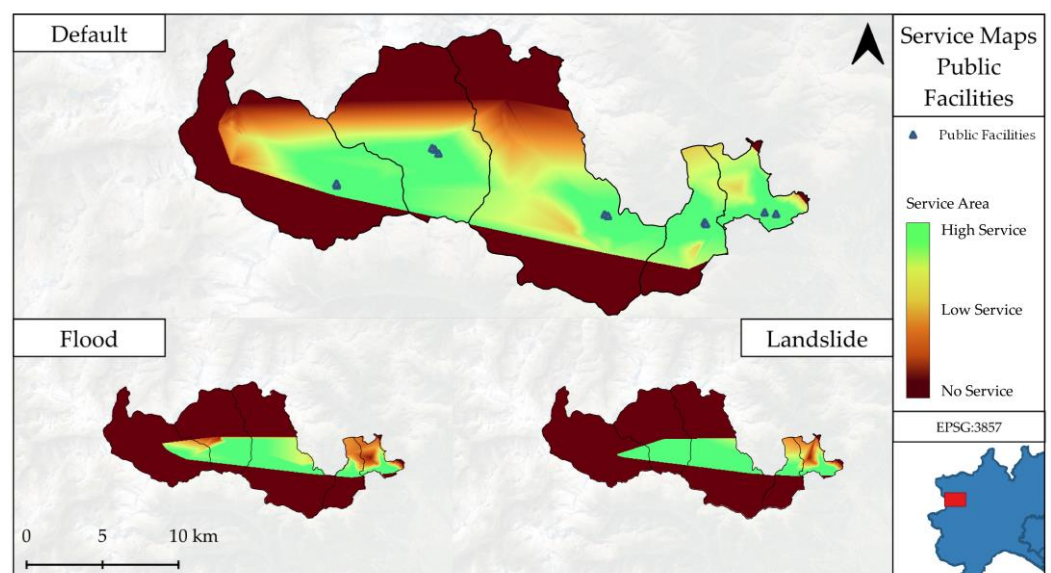 Default
Service Maps
Public
Facilities
Public Facilities
Service Area
High Service
Low Service
No Service
Flood
Landslide
EPSG:3857
0 5 10 km